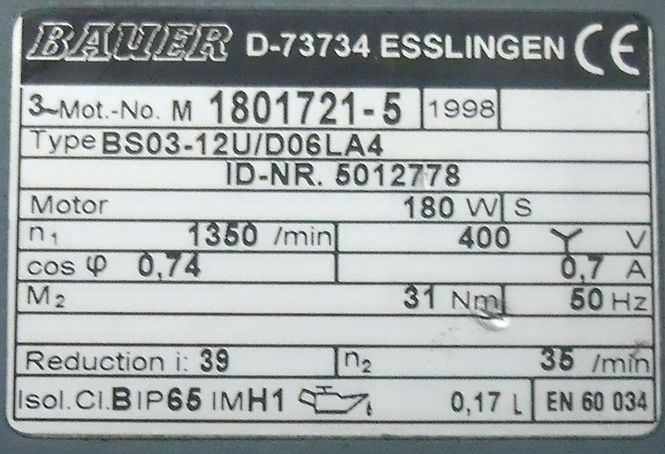 BAUER D-73734 ESSLINGEN CE
3~Mot.-No. M 1801721-5 1998
Type BS03-12U/D06LA4
ID-NR. 5012778
Motor 180 W S
n₁ 1350 /min 400 V
cos φ 0,74 0,7 A
M₂ 31 Nm 50 Hz
Reduction i: 39 n₂ 35 /min
Isol.Cl.B IP65 IMH1 0,17 L EN 60 034